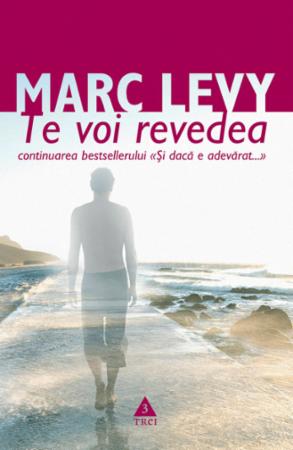 MARC LEVY
Te voi revedea
continuarea bestsellerului «Şi dacă e adevărat...»
3
TREI